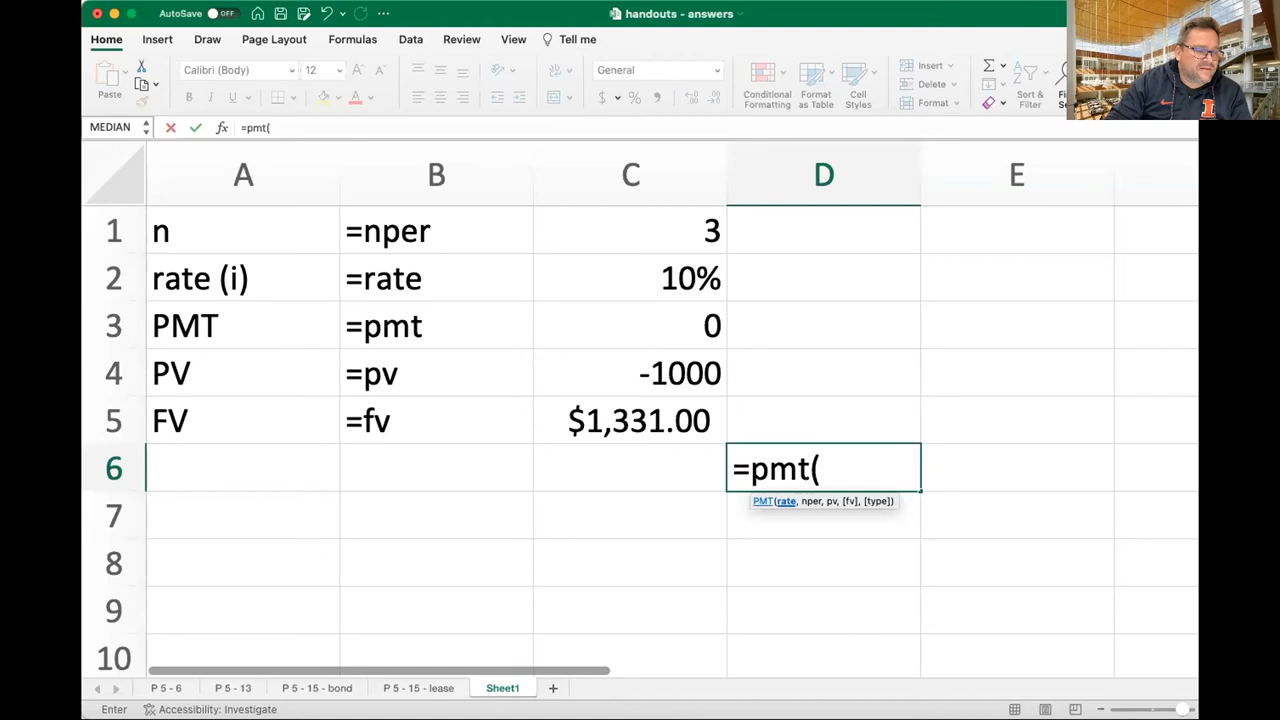 AutoSave OFF
handouts - answers
Home Insert Draw Page Layout Formulas Data Review View Tell me
Paste
Calibri (Body) 12
General
Conditional Formatting
Format as Table
Cell Styles
Insert
Delete
Format
Sort & Filter
MEDIAN fx =pmt(
A B C D E
1 n =nper 3
2 rate (i) =rate 10%
3 PMT =pmt 0
4 PV =pv -1000
5 FV =fv $1,331.00
6 =pmt(
PMT(rate, nper, pv, [fv], [type])
7
8
9
10
P 5 - 6 P 5 - 13 P 5 - 15 - bond P 5 - 15 - lease Sheet1 +
Enter Accessibility: Investigate